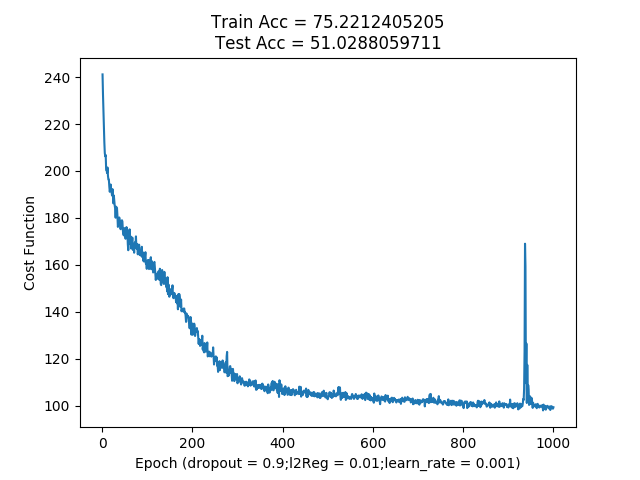 Train Acc = 75.2212405205
Test Acc = 51.0288059711
240
220
200
180
160
140
120
100
Cost Function
0 200 400 600 800 1000
Epoch (dropout = 0.9;l2Reg = 0.01;learn_rate = 0.001)